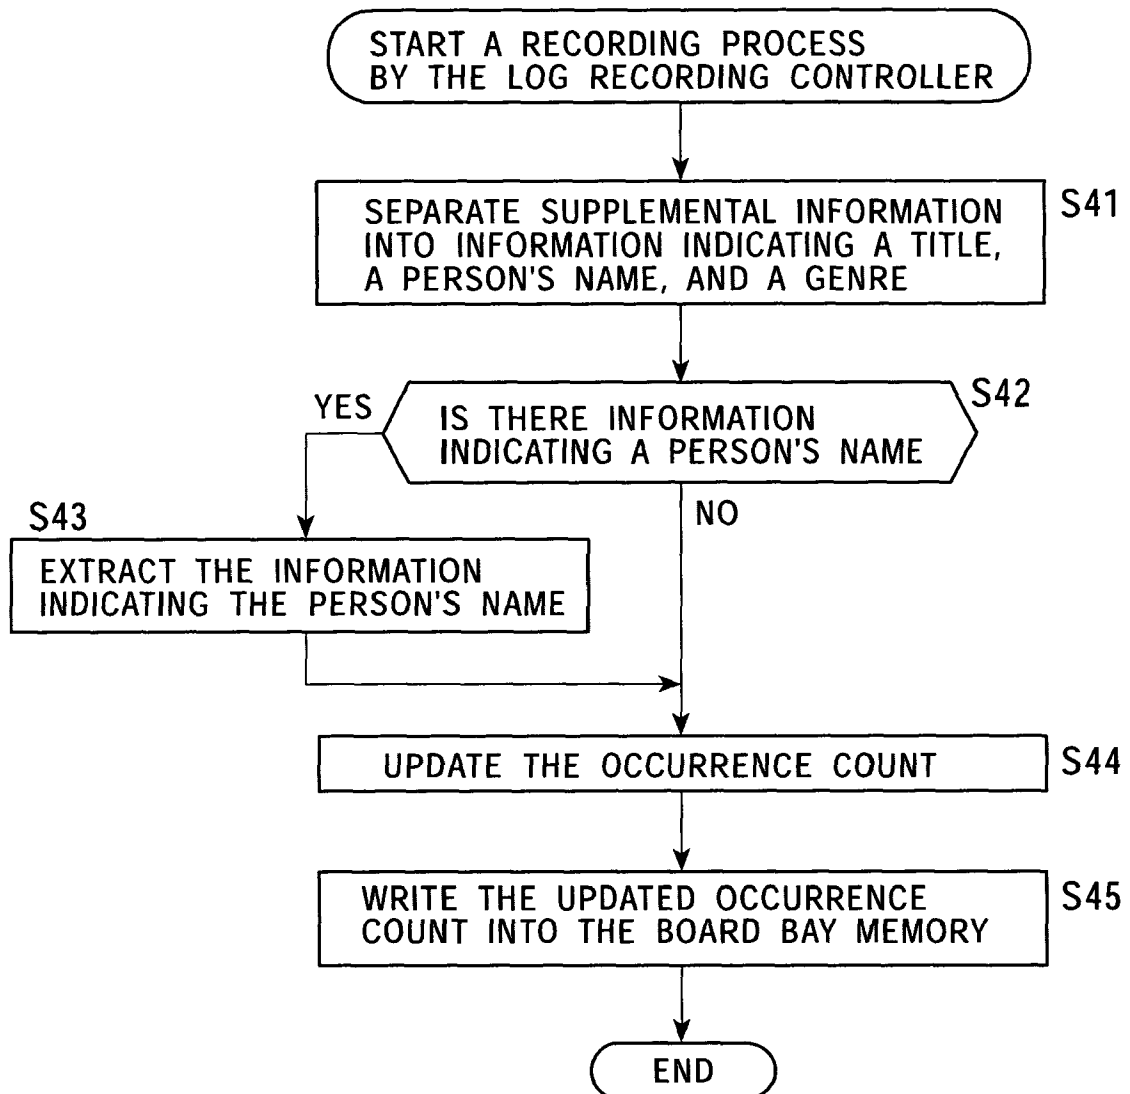 START A RECORDING PROCESS
BY THE LOG RECORDING CONTROLLER
SEPARATE SUPPLEMENTAL INFORMATION
INTO INFORMATION INDICATING A TITLE,
A PERSON'S NAME, AND A GENRE
S41
IS THERE INFORMATION
INDICATING A PERSON'S NAME
S42
YES
NO
S43
EXTRACT THE INFORMATION
INDICATING THE PERSON'S NAME
UPDATE THE OCCURRENCE COUNT
S44
WRITE THE UPDATED OCCURRENCE
COUNT INTO THE BOARD BAY MEMORY
S45
END